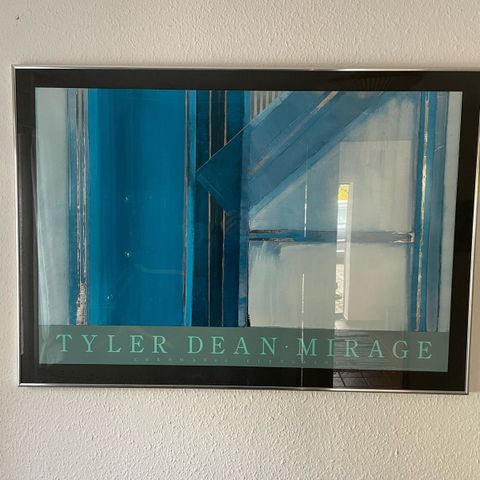 TYLER DEAN · MIRAGE